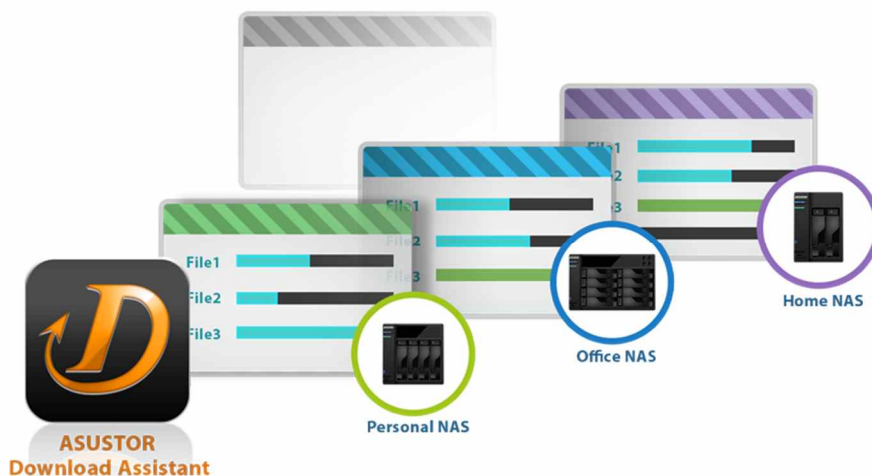 File1
File2
File3
Personal NAS
File1
File2
File3
Office NAS
File1
File2
File3
Home NAS
ASUSTOR
Download Assistant